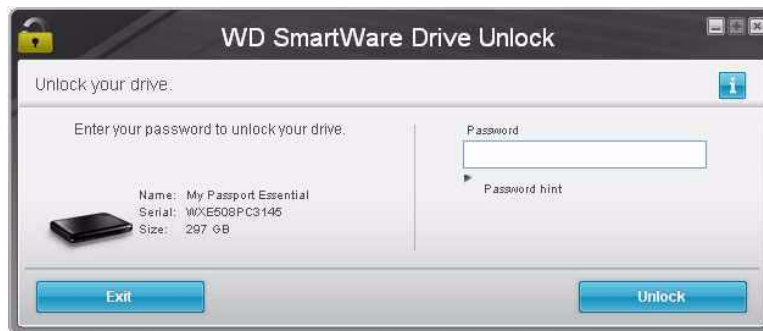 WD SmartWare Drive Unlock
Unlock your drive.
Enter your password to unlock your drive.
Name: My Passport Essential
Serial: WXE508PC3145
Size: 297 GB
Password
Password hint
Exit
Unlock